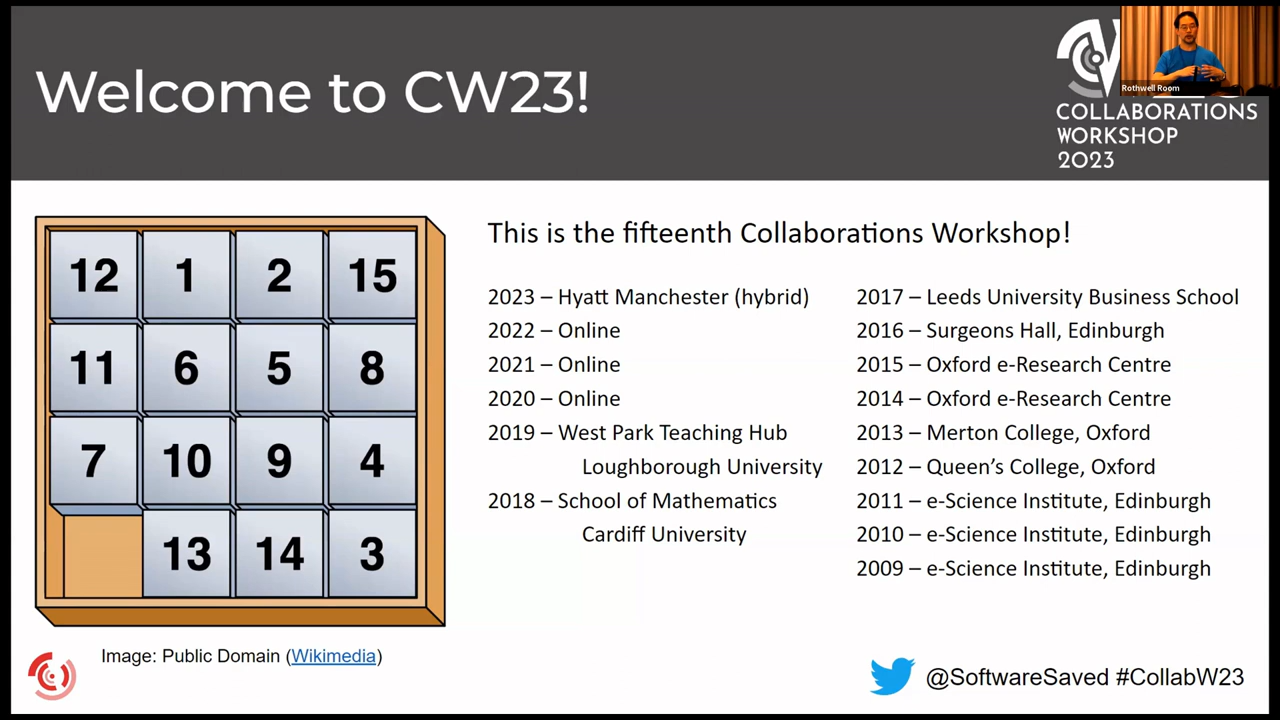 Welcome to CW23!
Rothwell Room
COLLABORATIONS
WORKSHOP
2023
12 1 2 15
11 6 5 8
7 10 9 4
13 14 3
This is the fifteenth Collaborations Workshop!
2023 – Hyatt Manchester (hybrid)
2022 – Online
2021 – Online
2020 – Online
2019 – West Park Teaching Hub
Loughborough University
2018 – School of Mathematics
Cardiff University
2017 – Leeds University Business School
2016 – Surgeons Hall, Edinburgh
2015 – Oxford e-Research Centre
2014 – Oxford e-Research Centre
2013 – Merton College, Oxford
2012 – Queen’s College, Oxford
2011 – e-Science Institute, Edinburgh
2010 – e-Science Institute, Edinburgh
2009 – e-Science Institute, Edinburgh
Image: Public Domain (Wikimedia)
@SoftwareSaved #CollabW23